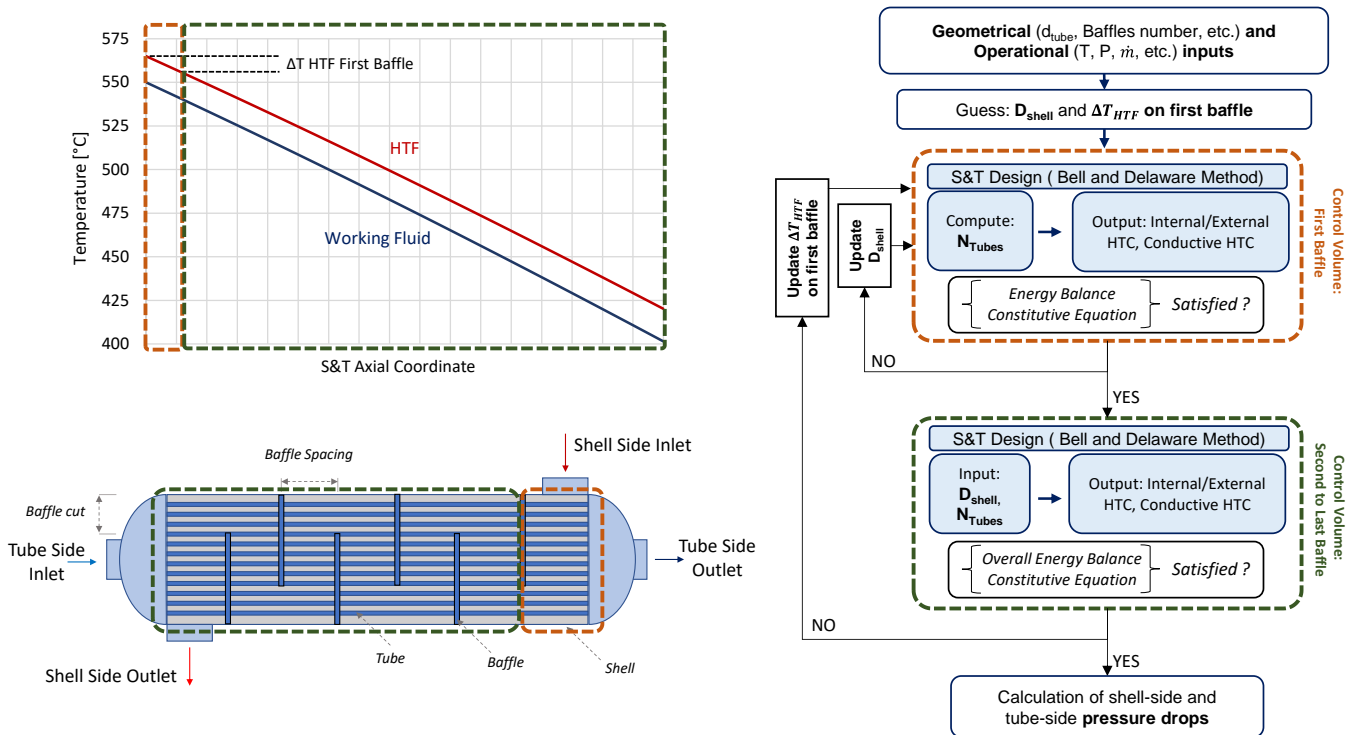 575
550
525
500
475
450
425
400
Temperature [°C]
ΔT HTF First Baffle
HTF
Working Fluid
S&T Axial Coordinate
Shell Side Inlet
Baffle Spacing
Baffle cut
Tube Side
Inlet
Tube Side
Outlet
Tube
Baffle
Shell
Shell Side Outlet
Geometrical (dtube, Baffles number, etc.) and
Operational (T, P, ṁ, etc.) inputs
Guess: Dshell and ΔT_HTF on first baffle
Update ΔT_HTF
on first baffle
Update
Dshell
S&T Design ( Bell and Delaware Method)
Compute:
NTubes
Output: Internal/External
HTC, Conductive HTC
Energy Balance
Constitutive Equation
Satisfied ?
Control Volume:
First Baffle
NO
YES
S&T Design ( Bell and Delaware Method)
Input:
Dshell,
NTubes
Output: Internal/External
HTC, Conductive HTC
Overall Energy Balance
Constitutive Equation
Satisfied ?
Control Volume:
Second to Last Baffle
NO
YES
Calculation of shell-side and
tube-side pressure drops